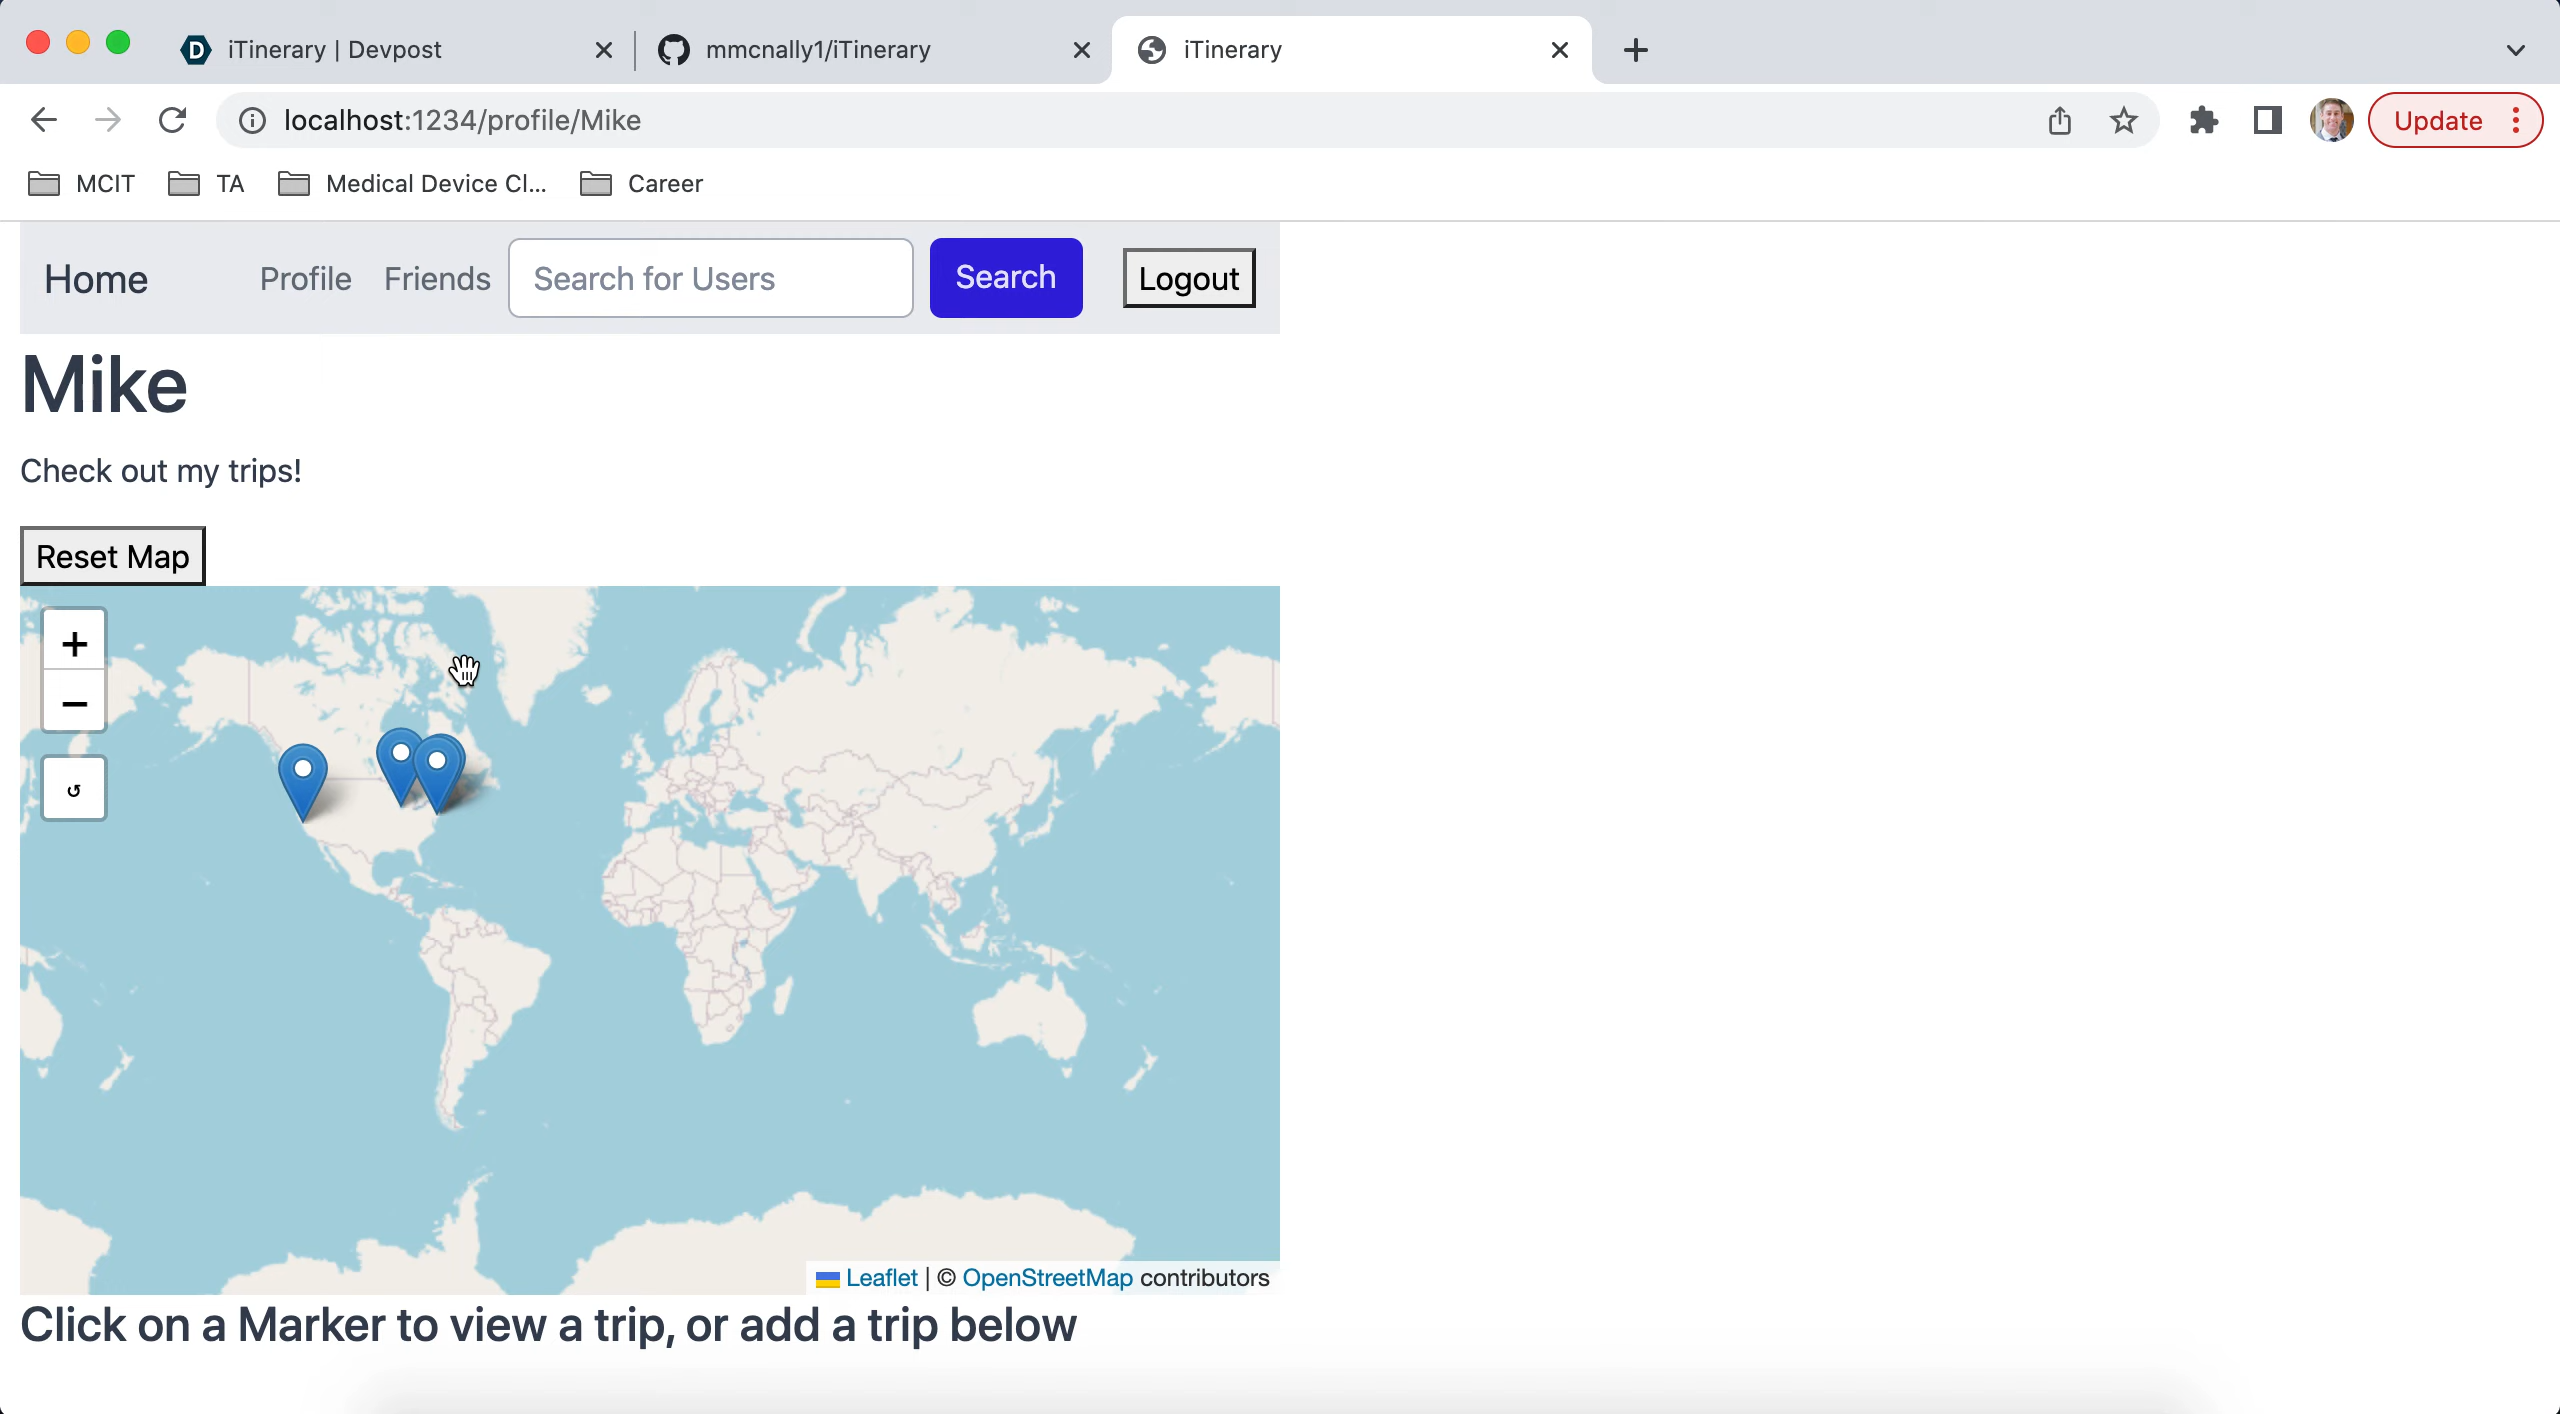 iTinerary | Devpost
mmcnally1/iTinerary
iTinerary
localhost:1234/profile/Mike
Update
MCIT
TA
Medical Device Cl...
Career
Home
Profile
Friends
Search for Users
Search
Logout
Mike
Check out my trips!
Reset Map
+
−
↺
Leaflet | © OpenStreetMap contributors
Click on a Marker to view a trip, or add a trip below